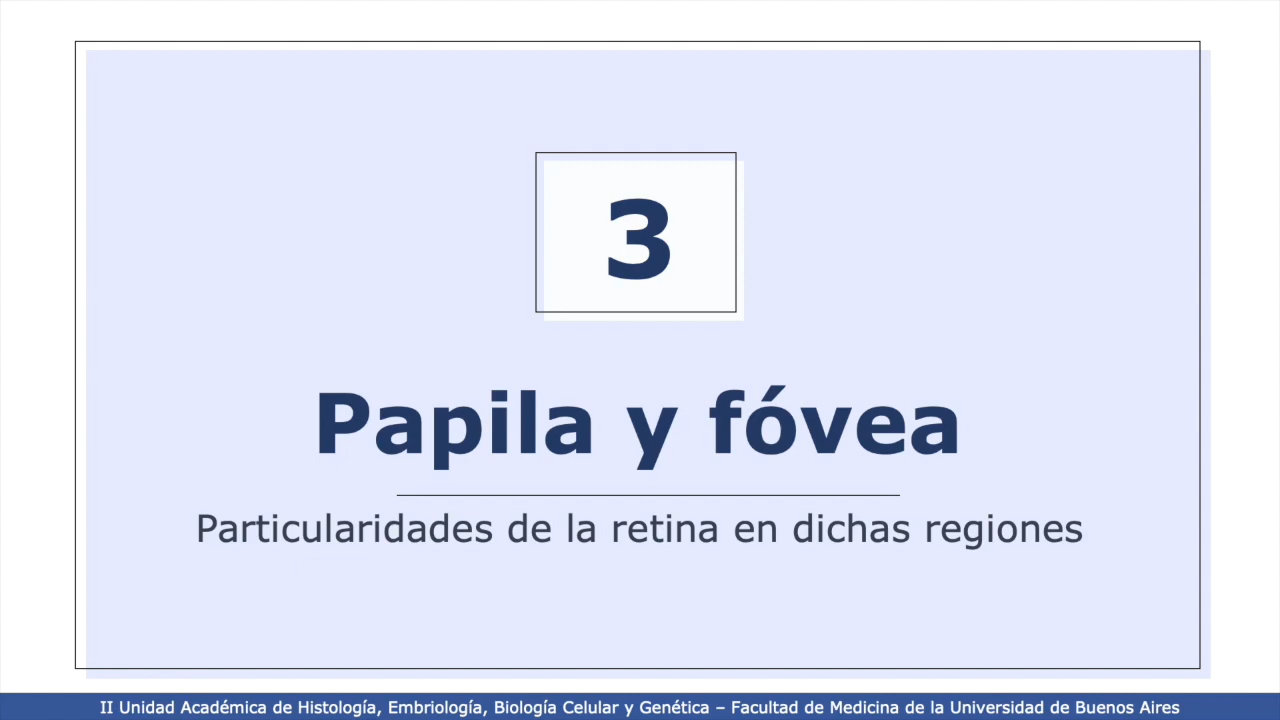 3
Papila y fóvea
Particularidades de la retina en dichas regiones
II Unidad Académica de Histología, Embriología, Biología Celular y Genética – Facultad de Medicina de la Universidad de Buenos Aires